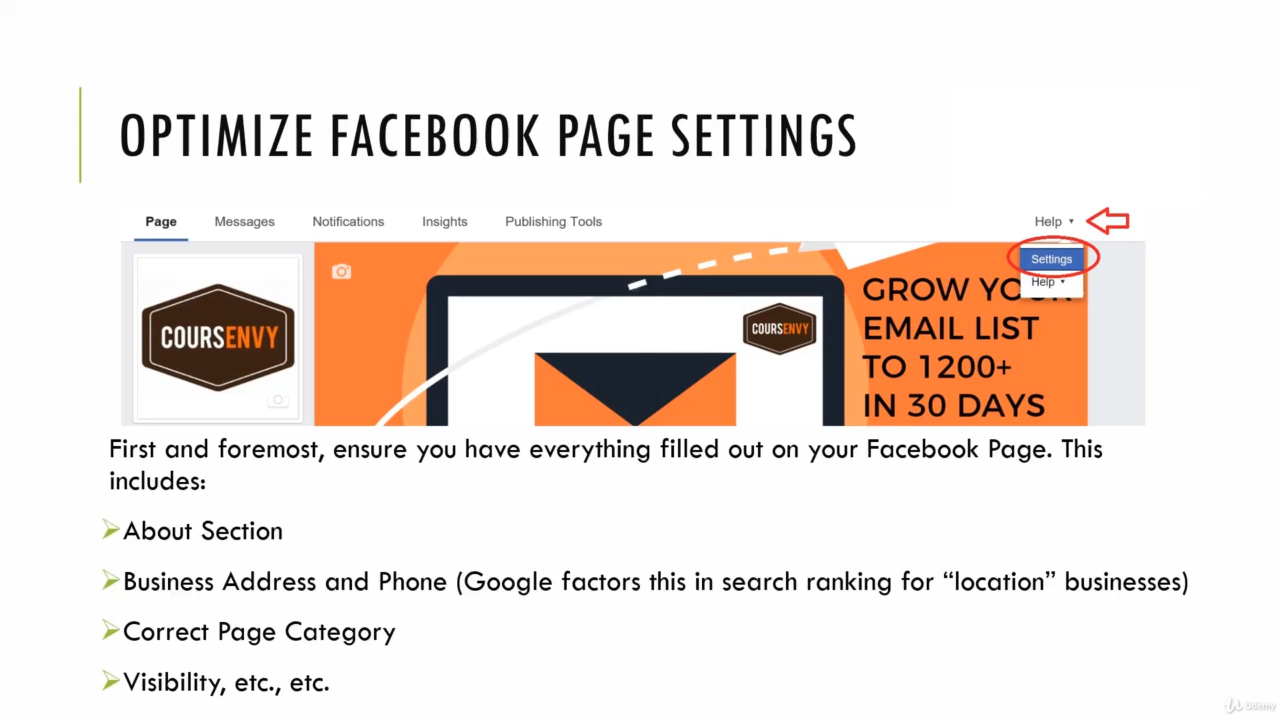 OPTIMIZE FACEBOOK PAGE SETTINGS
Page Messages Notifications Insights Publishing Tools Help
Settings
Help
COURSENVY
COURSENVY
GROW YOUR
EMAIL LIST
TO 1200+
IN 30 DAYS
First and foremost, ensure you have everything filled out on your Facebook Page. This
includes:
About Section
Business Address and Phone (Google factors this in search ranking for “location” businesses)
Correct Page Category
Visibility, etc., etc.
Udemy